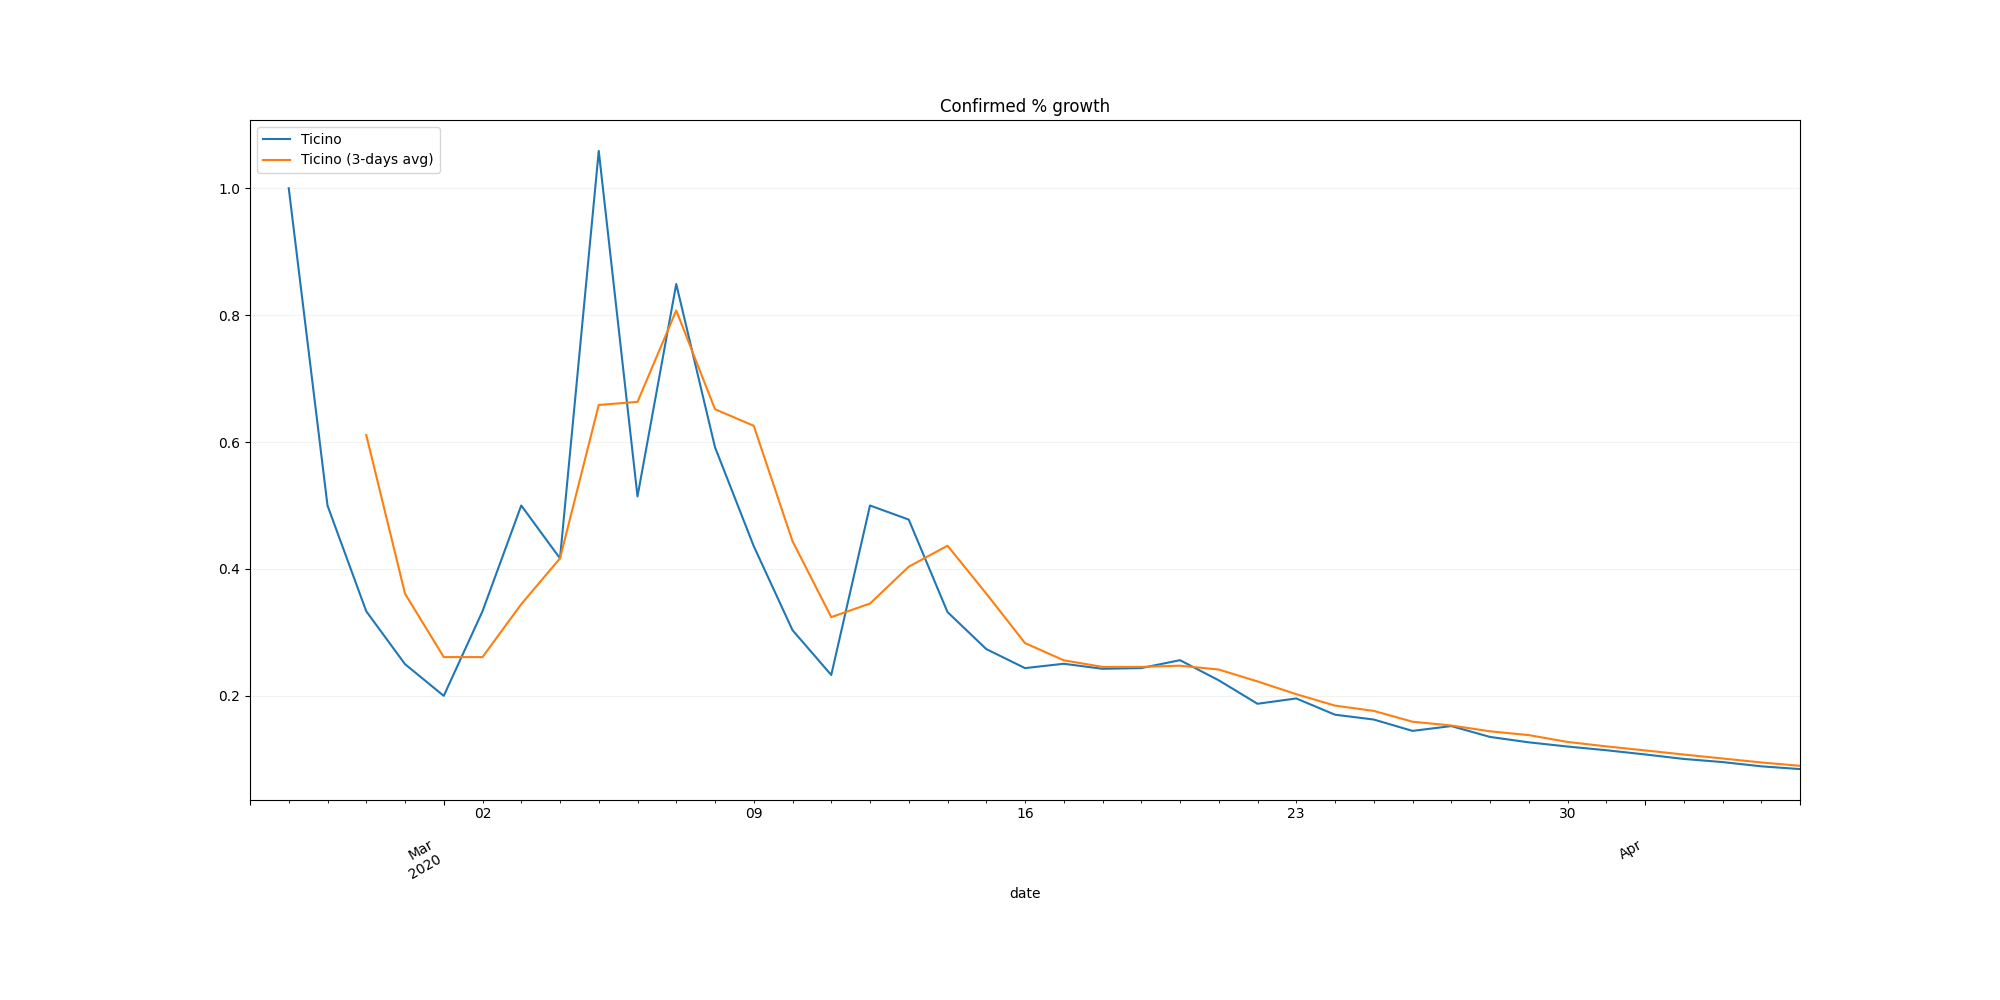 Confirmed % growth
Ticino
Ticino (3-days avg)
1.0
0.8
0.6
0.4
0.2
02
09
16
23
30
Mar
2020
Apr
date